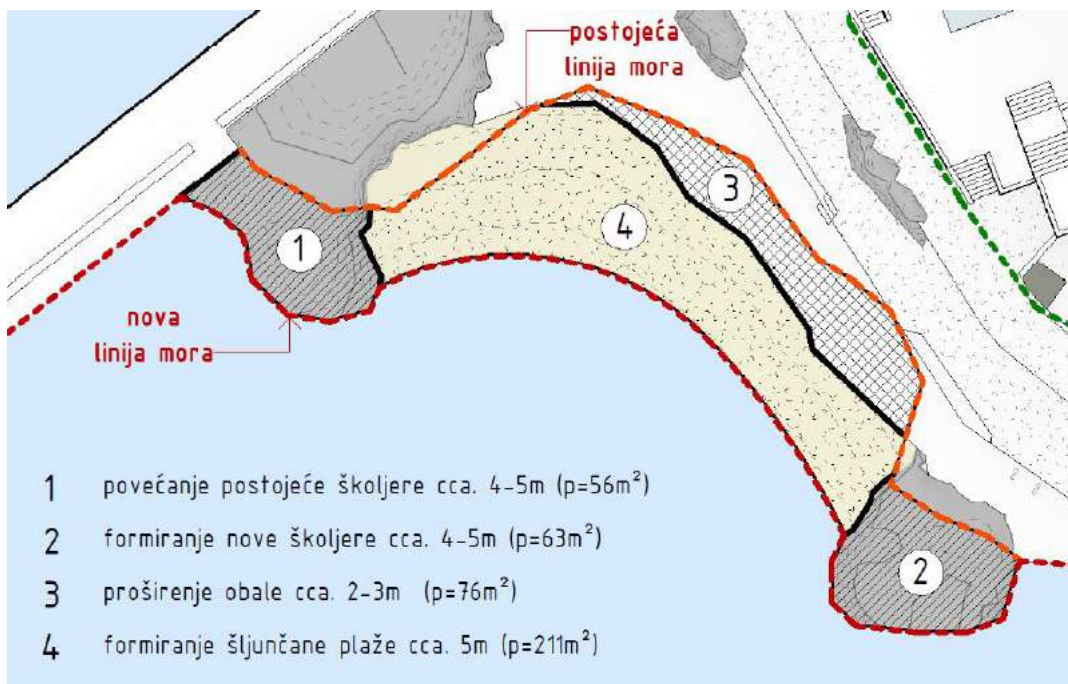 postojeća
linija mora
3
4
1
nova
linija mora
2
1 povećanje postojeće školjere cca. 4-5m (p=56m²)
2 formiranje nove školjere cca. 4-5m (p=63m²)
3 proširenje obale cca. 2-3m (p=76m²)
4 formiranje šljunčane plaže cca. 5m (p=211m²)